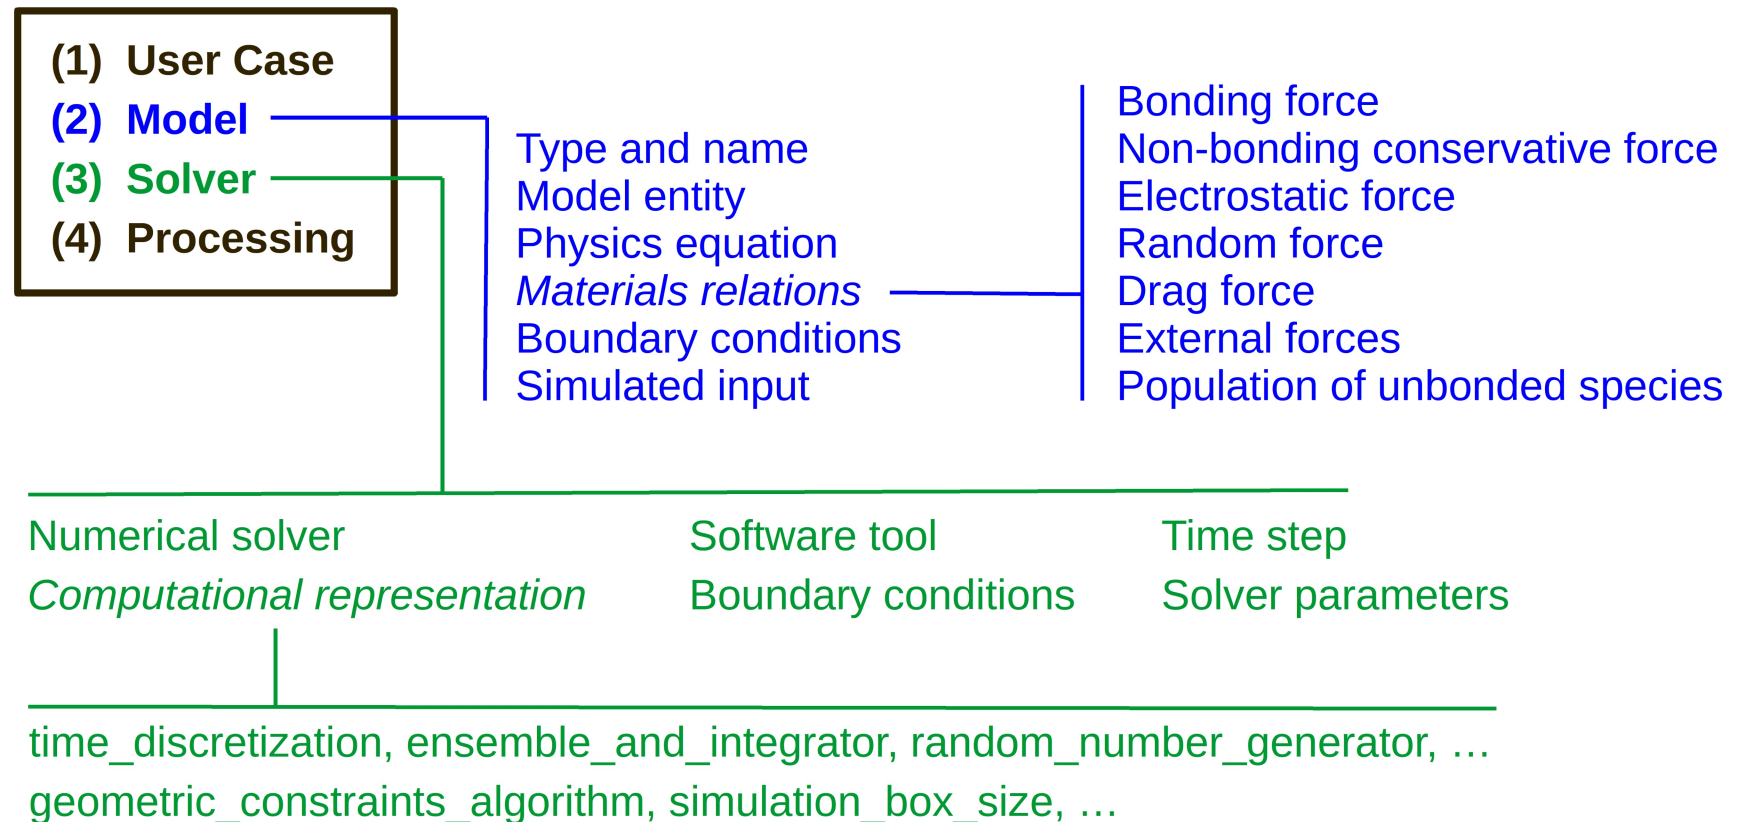 (1) User Case
(2) Model
(3) Solver
(4) Processing
Type and name
Model entity
Physics equation
Materials relations
Boundary conditions
Simulated input
Bonding force
Non-bonding conservative force
Electrostatic force
Random force
Drag force
External forces
Population of unbonded species
Numerical solver
Computational representation
Software tool
Boundary conditions
Time step
Solver parameters
time_discretization, ensemble_and_integrator, random_number_generator, …
geometric_constraints_algorithm, simulation_box_size, …